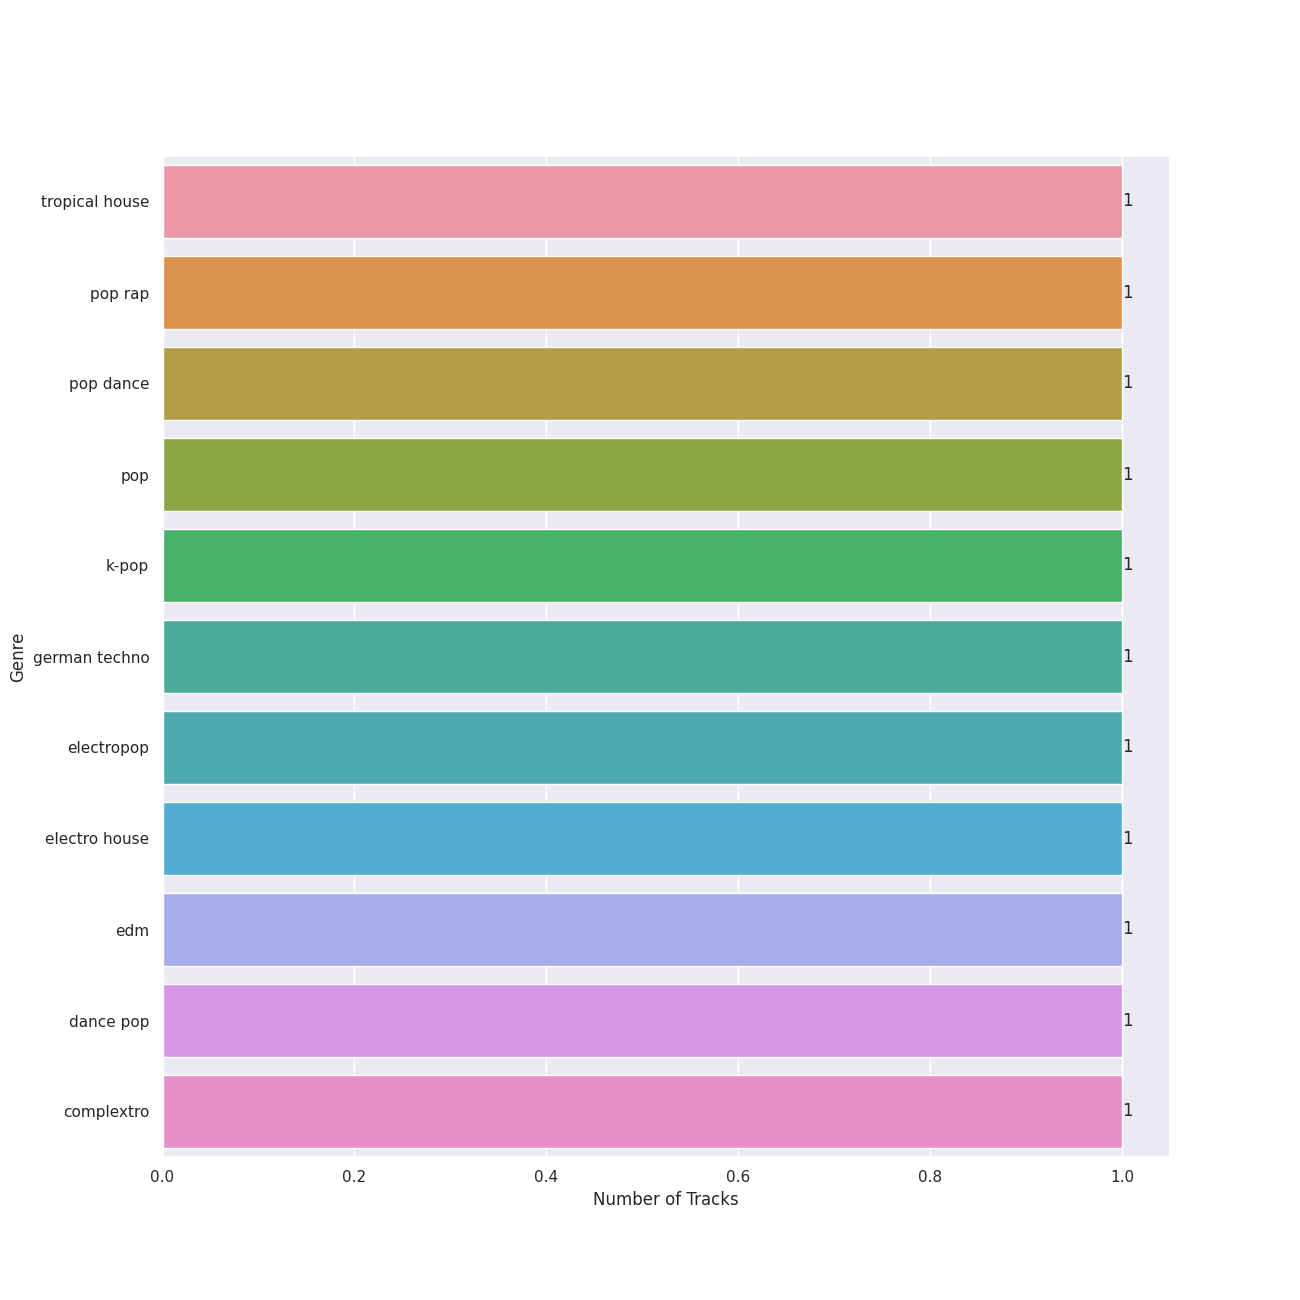 tropical house 1
pop rap 1
pop dance 1
pop 1
k-pop 1
Genre
german techno 1
electropop 1
electro house 1
edm 1
dance pop 1
complextro 1
0.0 0.2 0.4 0.6 0.8 1.0
Number of Tracks